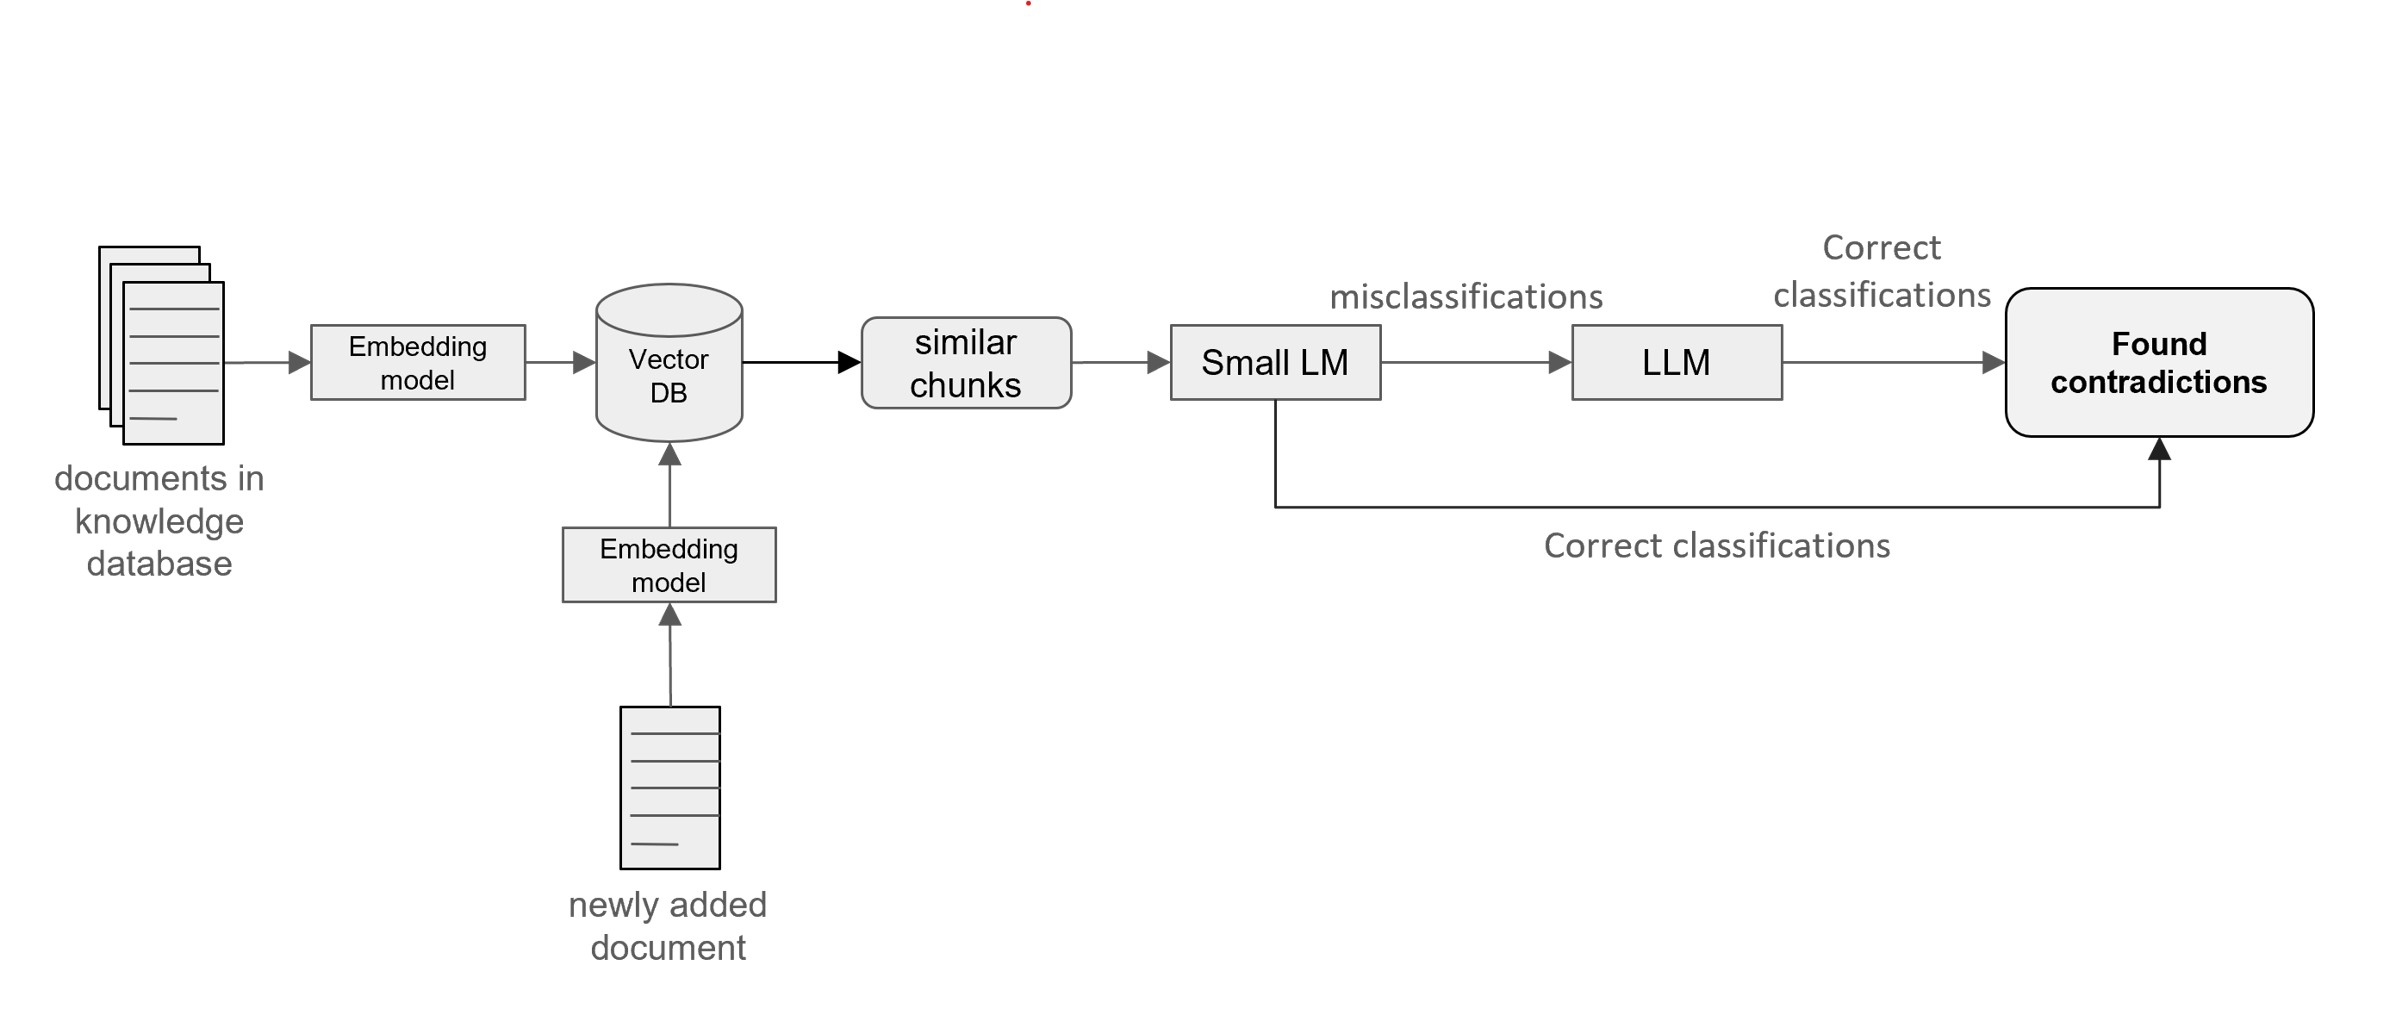 documents in
knowledge
database
Embedding
model
Vector
DB
Embedding
model
newly added
document
similar
chunks
Small LM
misclassifications
LLM
Correct
classifications
Correct classifications
Found
contradictions